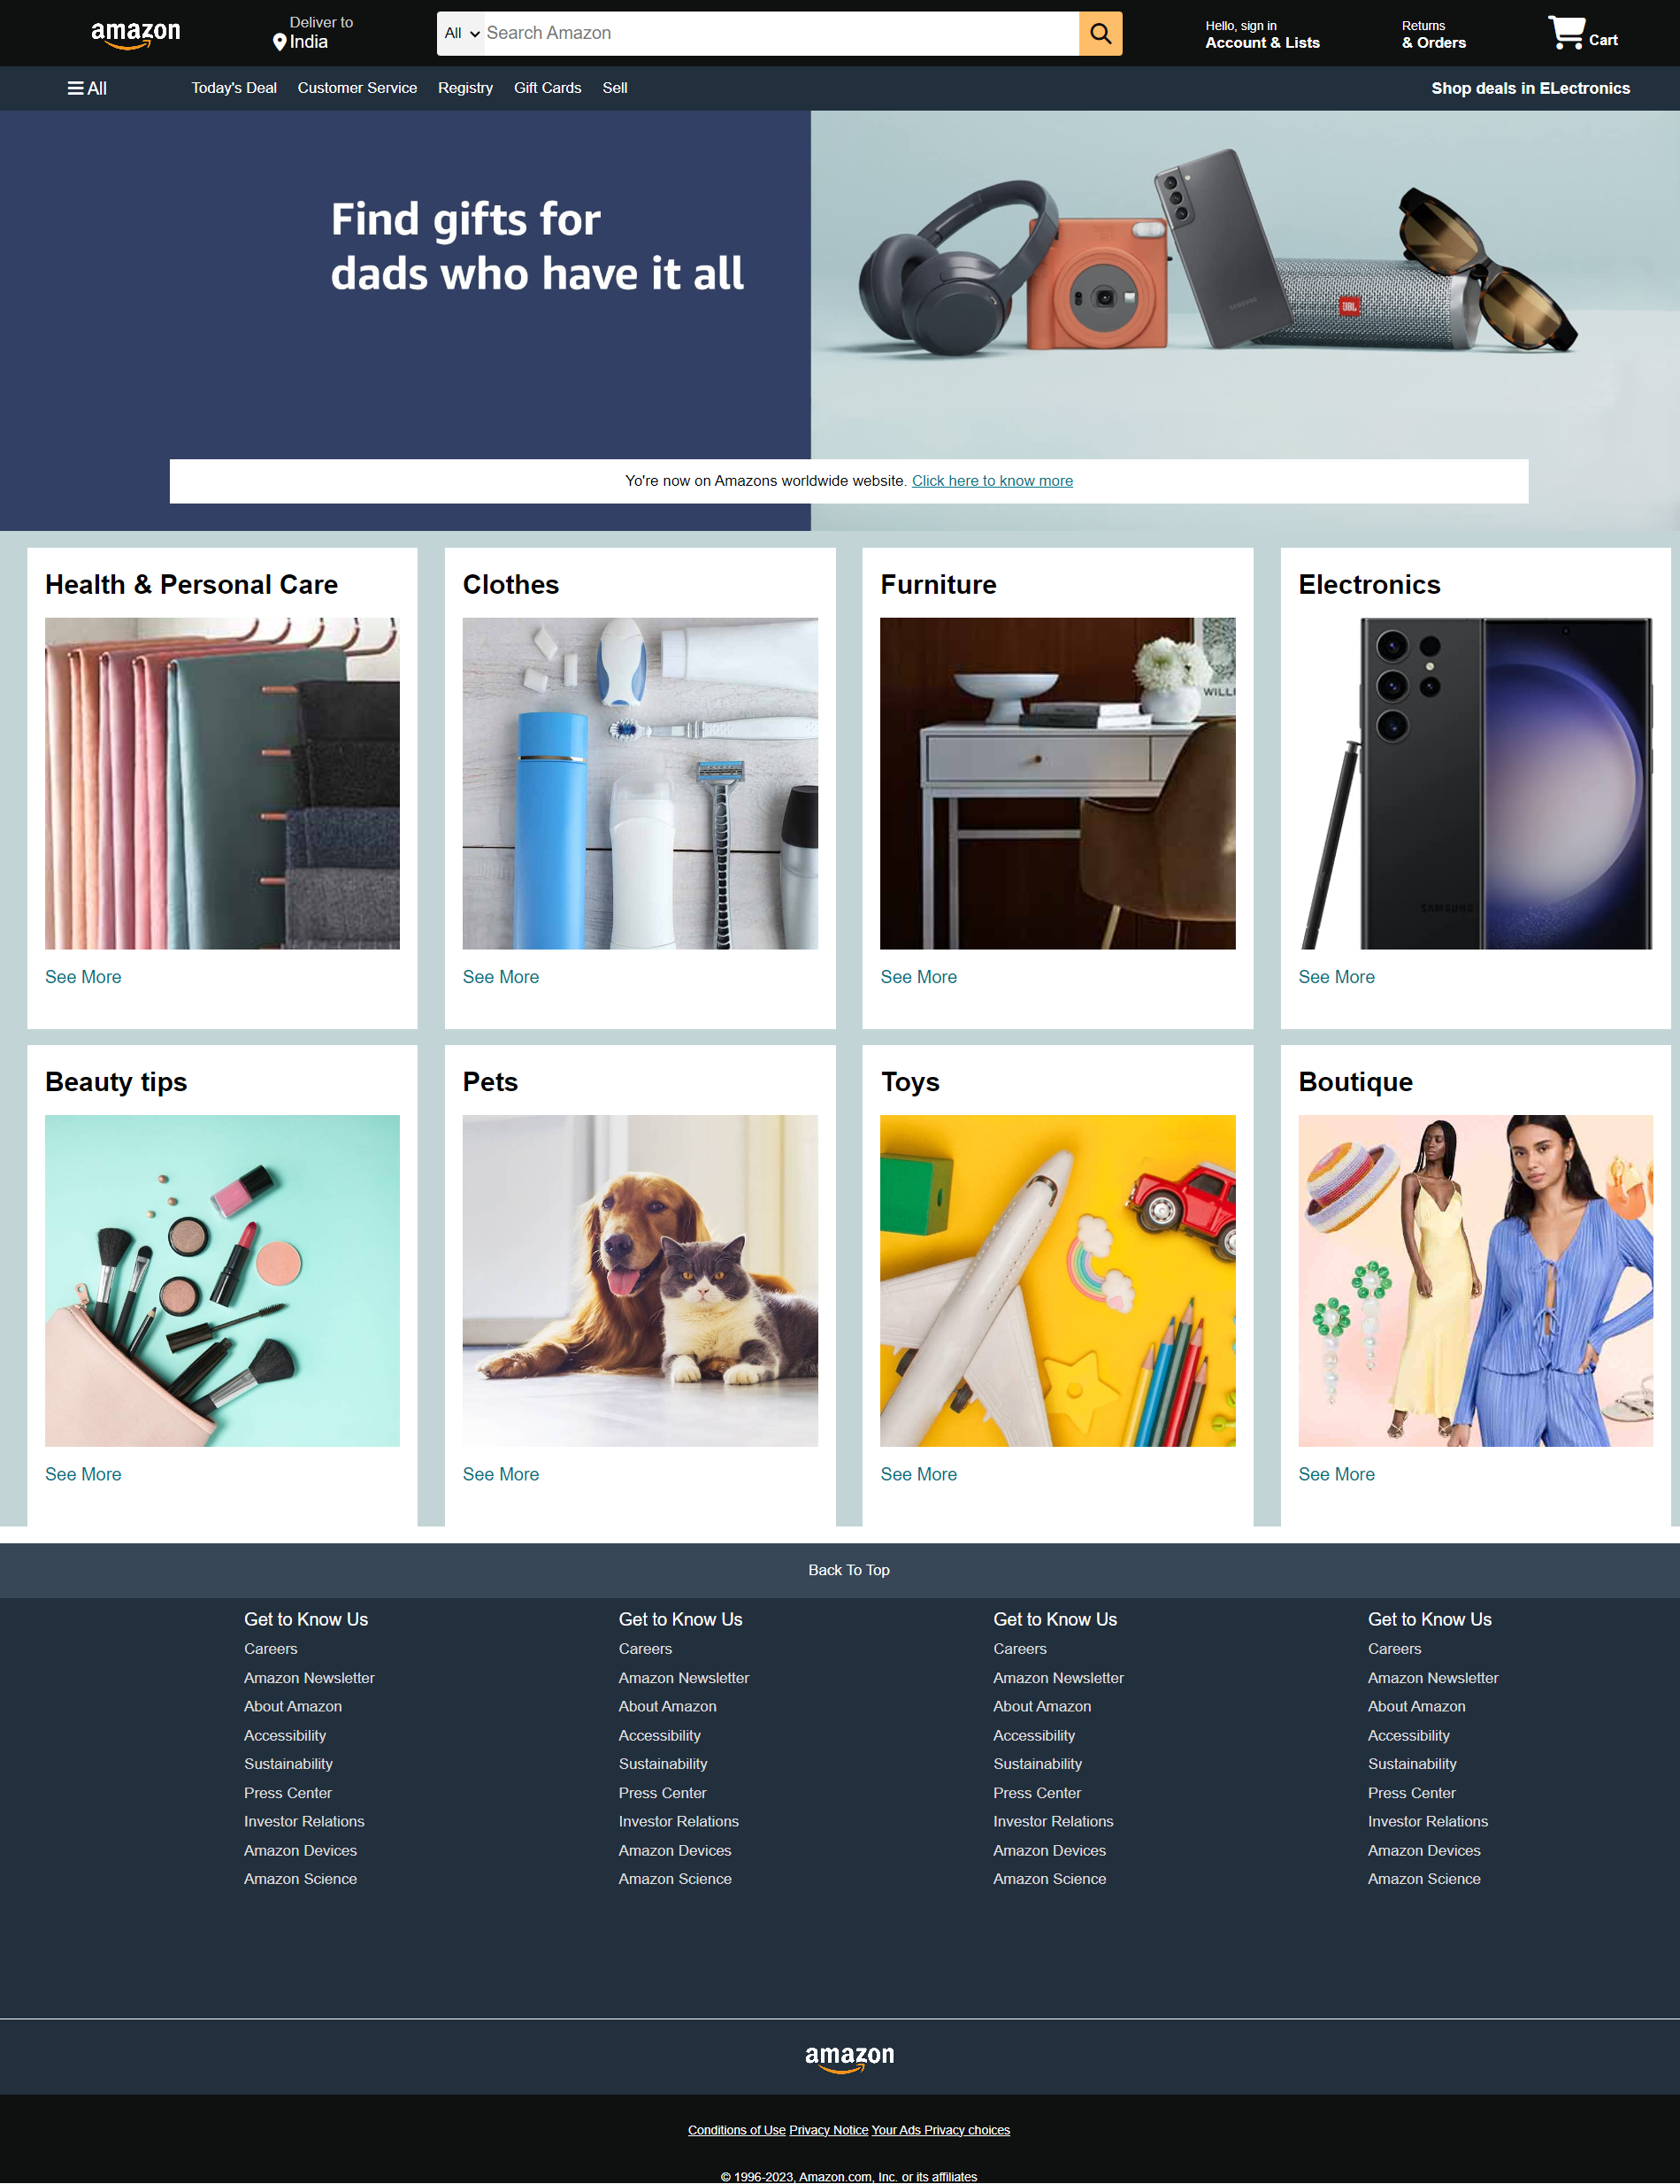 amazon
Deliver to
India
All
Search Amazon
Hello, sign in
Account & Lists
Returns
& Orders
Cart
All
Today's Deal
Customer Service
Registry
Gift Cards
Sell
Shop deals in ELectronics
Find gifts for
dads who have it all
SAMSUNG
JBL
Yo're now on Amazons worldwide website. Click here to know more
Health & Personal Care
Clothes
Furniture
Electronics
WILLI
SAMSUNG
See More
See More
See More
See More
Beauty tips
Pets
Toys
Boutique
See More
See More
See More
See More
Back To Top
Get to Know Us
Careers
Amazon Newsletter
About Amazon
Accessibility
Sustainability
Press Center
Investor Relations
Amazon Devices
Amazon Science
Get to Know Us
Careers
Amazon Newsletter
About Amazon
Accessibility
Sustainability
Press Center
Investor Relations
Amazon Devices
Amazon Science
Get to Know Us
Careers
Amazon Newsletter
About Amazon
Accessibility
Sustainability
Press Center
Investor Relations
Amazon Devices
Amazon Science
Get to Know Us
Careers
Amazon Newsletter
About Amazon
Accessibility
Sustainability
Press Center
Investor Relations
Amazon Devices
Amazon Science
amazon
Conditions of Use Privacy Notice Your Ads Privacy choices
© 1996-2023, Amazon.com, Inc. or its affiliates